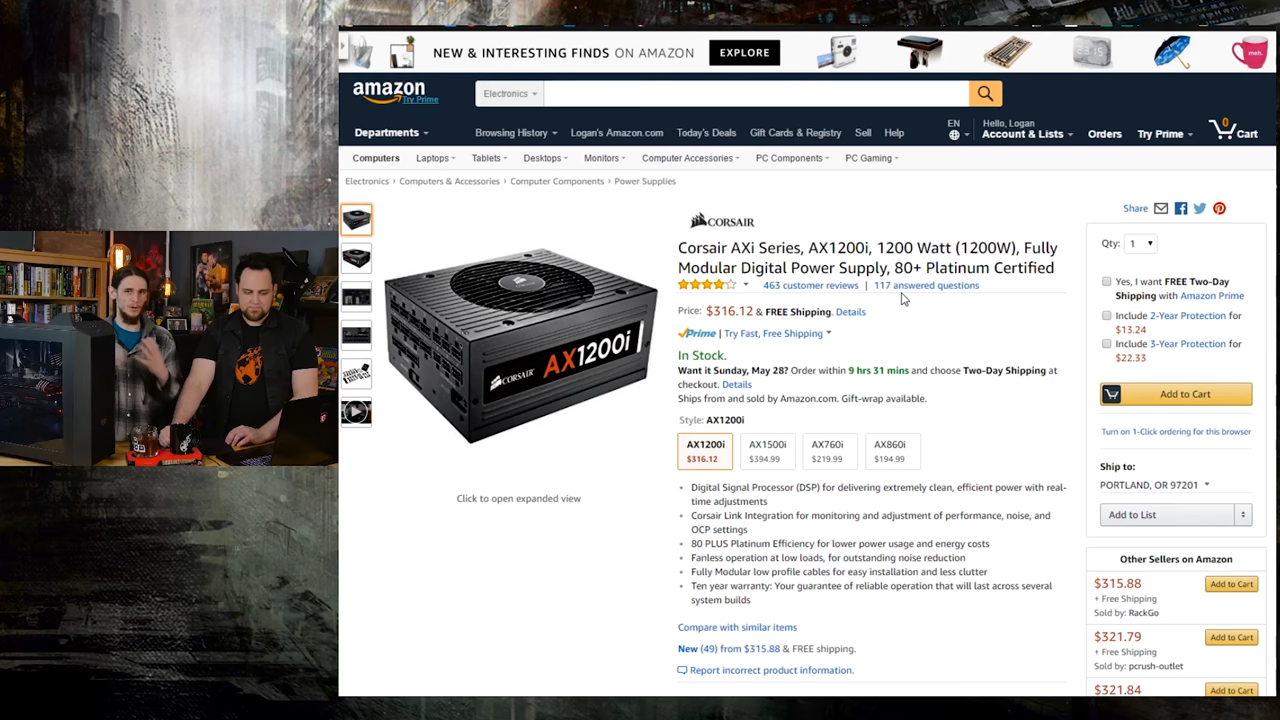 NEW & INTERESTING FINDS ON AMAZON
EXPLORE
meh.
amazon
Try Prime
Electronics
Departments
Browsing History
Logan's Amazon.com
Today's Deals
Gift Cards & Registry
Sell
Help
EN
Hello, Logan
Account & Lists
Orders
Try Prime
0
Cart
Computers
Laptops
Tablets
Desktops
Monitors
Computer Accessories
PC Components
PC Gaming
Electronics › Computers & Accessories › Computer Components › Power Supplies
CORSAIR
Corsair AXi Series, AX1200i, 1200 Watt (1200W), Fully
Modular Digital Power Supply, 80+ Platinum Certified
463 customer reviews | 117 answered questions
Price: $316.12 & FREE Shipping. Details
Prime | Try Fast, Free Shipping
In Stock.
Want it Sunday, May 28? Order within 9 hrs 31 mins and choose Two-Day Shipping at
checkout. Details
Ships from and sold by Amazon.com. Gift-wrap available.
Style: AX1200i
AX1200i
$316.12
AX1500i
$394.99
AX760i
$219.99
AX860i
$194.99
Digital Signal Processor (DSP) for delivering extremely clean, efficient power with real-
time adjustments
Corsair Link Integration for monitoring and adjustment of performance, noise, and
OCP settings
80 PLUS Platinum Efficiency for lower power usage and energy costs
Fanless operation at low loads, for outstanding noise reduction
Fully Modular low profile cables for easy installation and less clutter
Ten year warranty: Your guarantee of reliable operation that will last across several
system builds
Compare with similar items
New (49) from $315.88 & FREE shipping.
Report incorrect product information.
CORSAIR AX1200i
Click to open expanded view
Share
Qty: 1
Yes, I want FREE Two-Day
Shipping with Amazon Prime
Include 2-Year Protection for
$13.24
Include 3-Year Protection for
$22.33
Add to Cart
Turn on 1-Click ordering for this browser
Ship to:
PORTLAND, OR 97201
Add to List
Other Sellers on Amazon
$315.88
Add to Cart
+ Free Shipping
Sold by: RackGo
$321.79
Add to Cart
+ Free Shipping
Sold by: pcrush-outlet
$321.84
Add to Cart